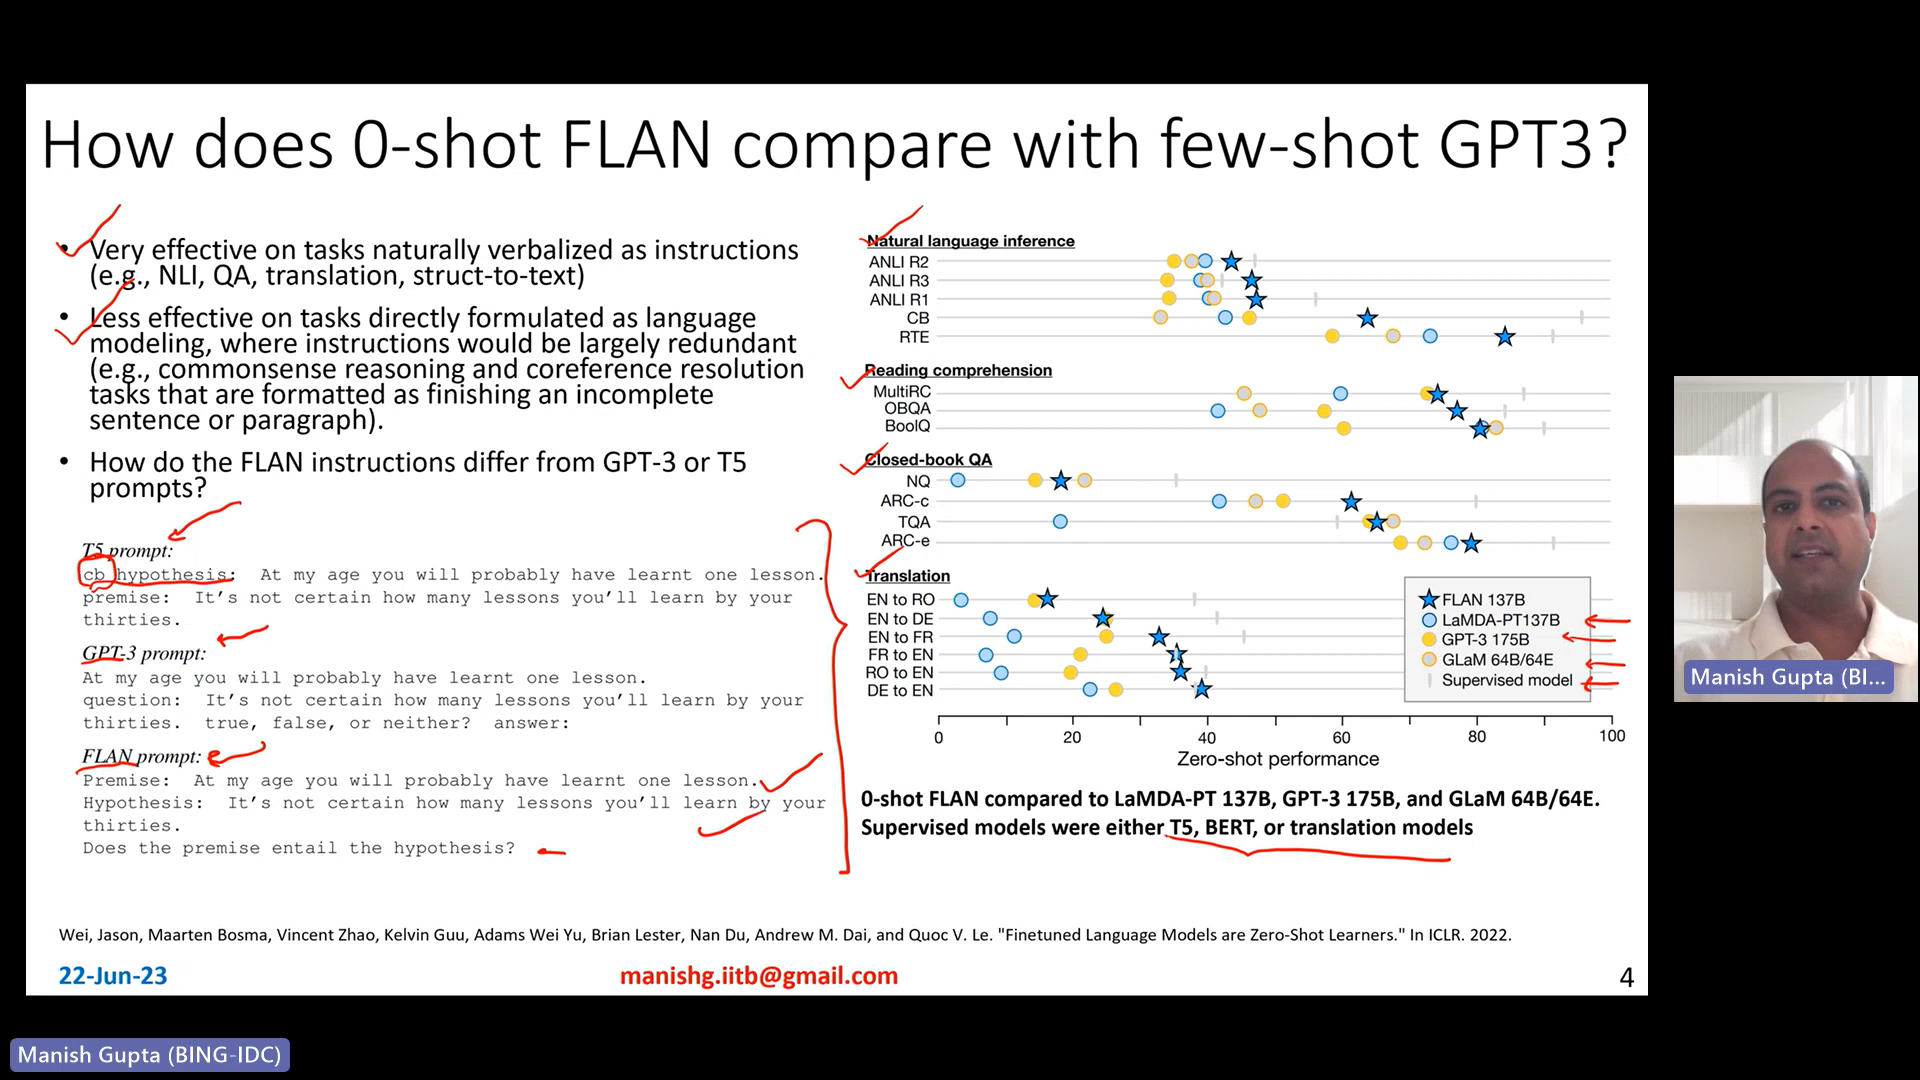 How does 0-shot FLAN compare with few-shot GPT3?
• Very effective on tasks naturally verbalized as instructions
(e.g., NLI, QA, translation, struct-to-text)
• Less effective on tasks directly formulated as language
modeling, where instructions would be largely redundant
(e.g., commonsense reasoning and coreference resolution
tasks that are formatted as finishing an incomplete
sentence or paragraph).
• How do the FLAN instructions differ from GPT-3 or T5
prompts?
T5 prompt:
cb hypothesis: At my age you will probably have learnt one lesson.
premise: It's not certain how many lessons you'll learn by your
thirties.
GPT-3 prompt:
At my age you will probably have learnt one lesson.
question: It's not certain how many lessons you'll learn by your
thirties. true, false, or neither? answer:
FLAN prompt:
Premise: At my age you will probably have learnt one lesson.
Hypothesis: It's not certain how many lessons you'll learn by your
thirties.
Does the premise entail the hypothesis?
Natural language inference
ANLI R2
ANLI R3
ANLI R1
CB
RTE
Reading comprehension
MultiRC
OBQA
BoolQ
Closed-book QA
NQ
ARC-c
TQA
ARC-e
Translation
EN to RO
EN to DE
EN to FR
FR to EN
RO to EN
DE to EN
FLAN 137B
LaMDA-PT137B
GPT-3 175B
GLaM 64B/64E
Supervised model
0 20 40 60 80 100
Zero-shot performance
0-shot FLAN compared to LaMDA-PT 137B, GPT-3 175B, and GLaM 64B/64E.
Supervised models were either T5, BERT, or translation models
Wei, Jason, Maarten Bosma, Vincent Zhao, Kelvin Guu, Adams Wei Yu, Brian Lester, Nan Du, Andrew M. Dai, and Quoc V. Le. "Finetuned Language Models are Zero-Shot Learners." In ICLR. 2022.
22-Jun-23 manishg.iitb@gmail.com 4
Manish Gupta (BI...
Manish Gupta (BING-IDC)